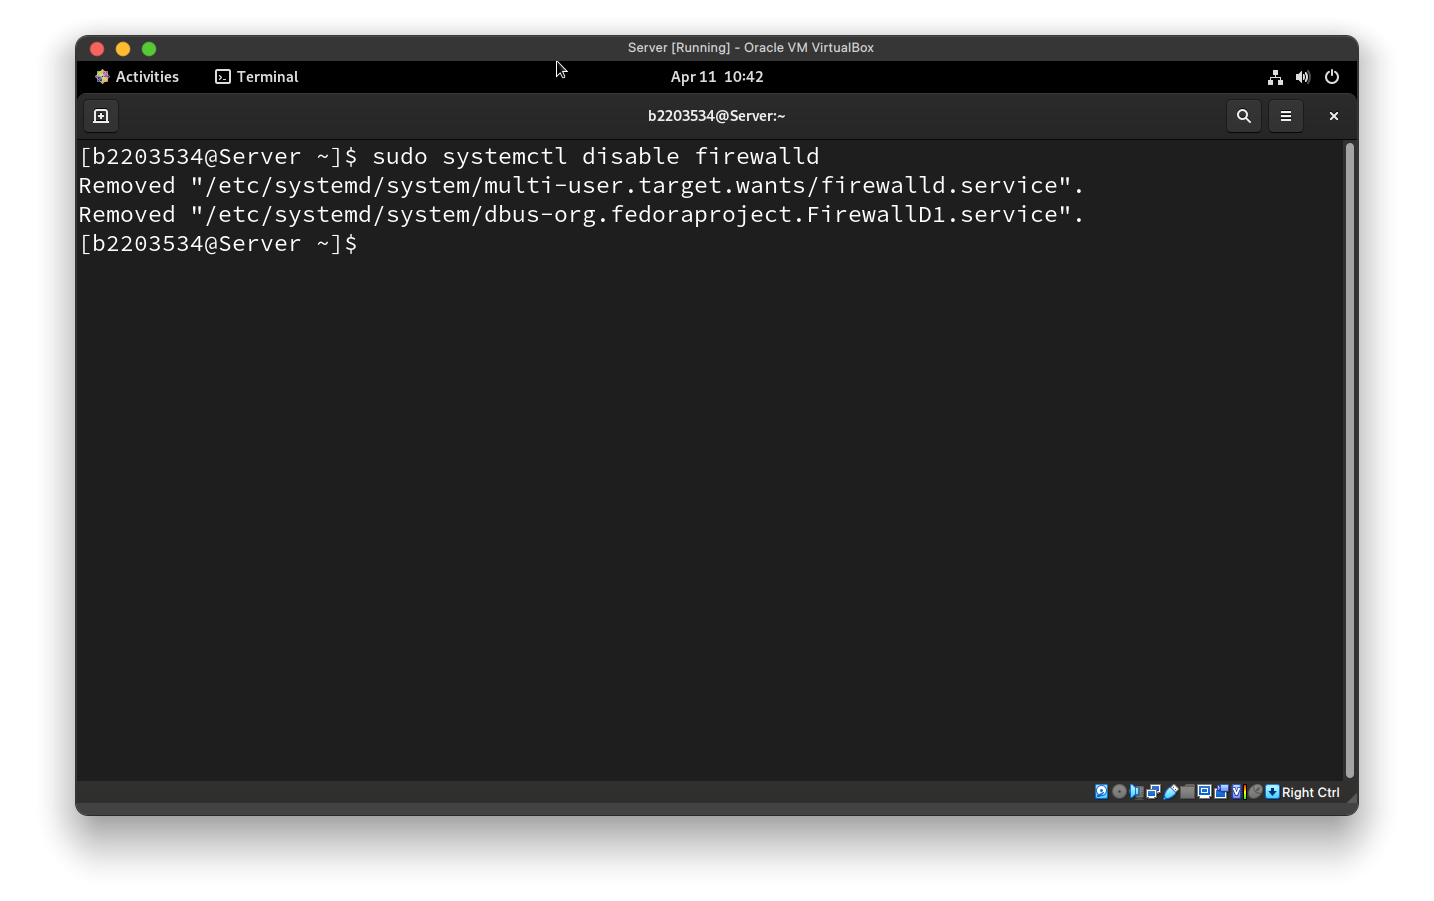 Server [Running] - Oracle VM VirtualBox
Activities Terminal Apr 11 10:42
b2203534@Server:~
[b2203534@Server ~]$ sudo systemctl disable firewalld
Removed "/etc/systemd/system/multi-user.target.wants/firewalld.service".
Removed "/etc/systemd/system/dbus-org.fedoraproject.FirewallD1.service".
[b2203534@Server ~]$
Right Ctrl